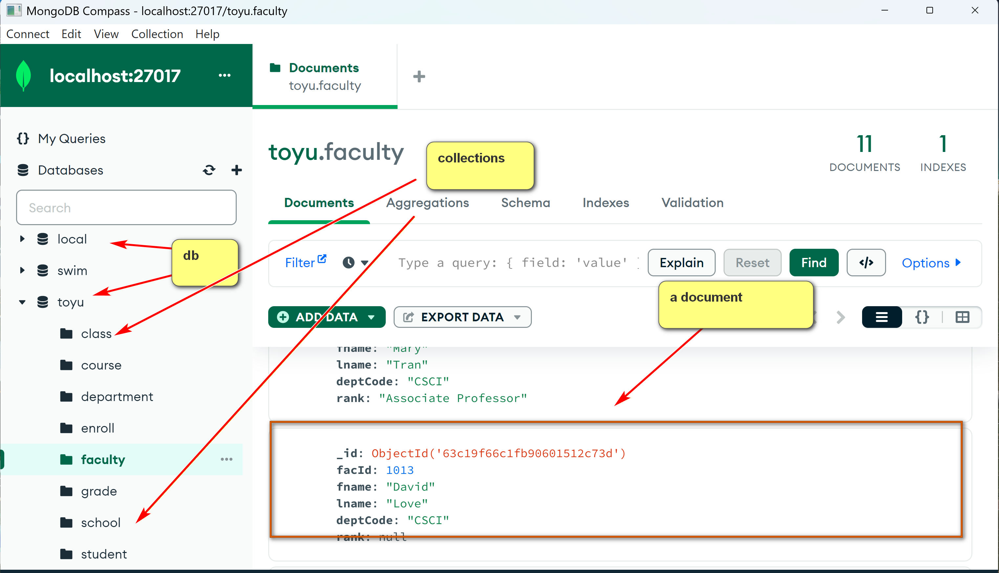 MongoDB Compass - localhost:27017/toyu.faculty
Connect Edit View Collection Help
localhost:27017
Documents
toyu.faculty
{} My Queries
Databases
Search
local
swim
toyu
class
course
department
enroll
faculty
grade
school
student
db
toyu.faculty
collections
11
DOCUMENTS
1
INDEXES
Documents Aggregations Schema Indexes Validation
Filter Type a query: { field: 'value' Explain Reset Find </> Options
a document
ADD DATA EXPORT DATA {}
fname: "Mary"
lname: "Tran"
deptCode: "CSCI"
rank: "Associate Professor"
_id: ObjectId('63c19f66c1fb90601512c73d')
facId: 1013
fname: "David"
lname: "Love"
deptCode: "CSCI"
rank: null